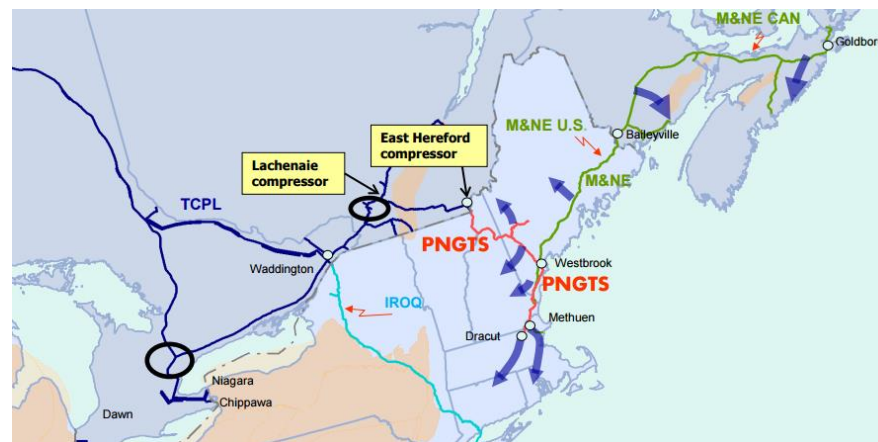 M&NE CAN
Goldbor
East Hereford
compressor
M&NE U.S.
Baileyville
Lachenaie
compressor
M&NE
TCPL
PNGTS
Waddington
Westbrook
PNGTS
IROQ
Methuen
Dracut
Niagara
Chippawa
Dawn